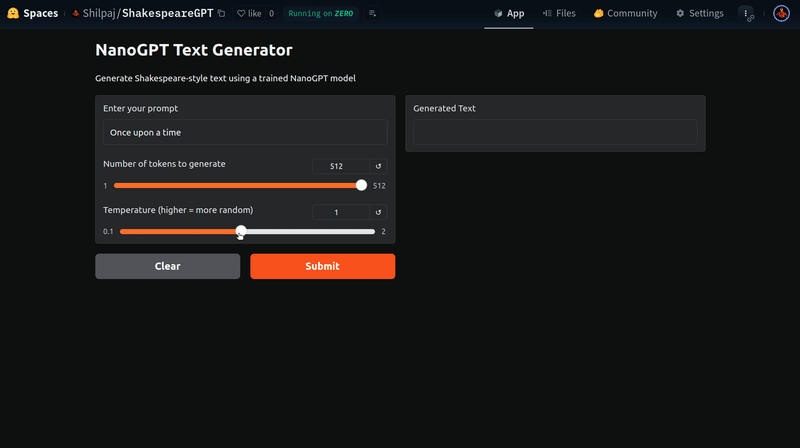 Spaces Shilpaj/ShakespeareGPT like 0 Running on ZERO App Files Community Settings
NanoGPT Text Generator
Generate Shakespeare-style text using a trained NanoGPT model
Enter your prompt
Once upon a time
Generated Text
Number of tokens to generate 512
1 512
Temperature (higher = more random) 1
0.1 2
Clear Submit